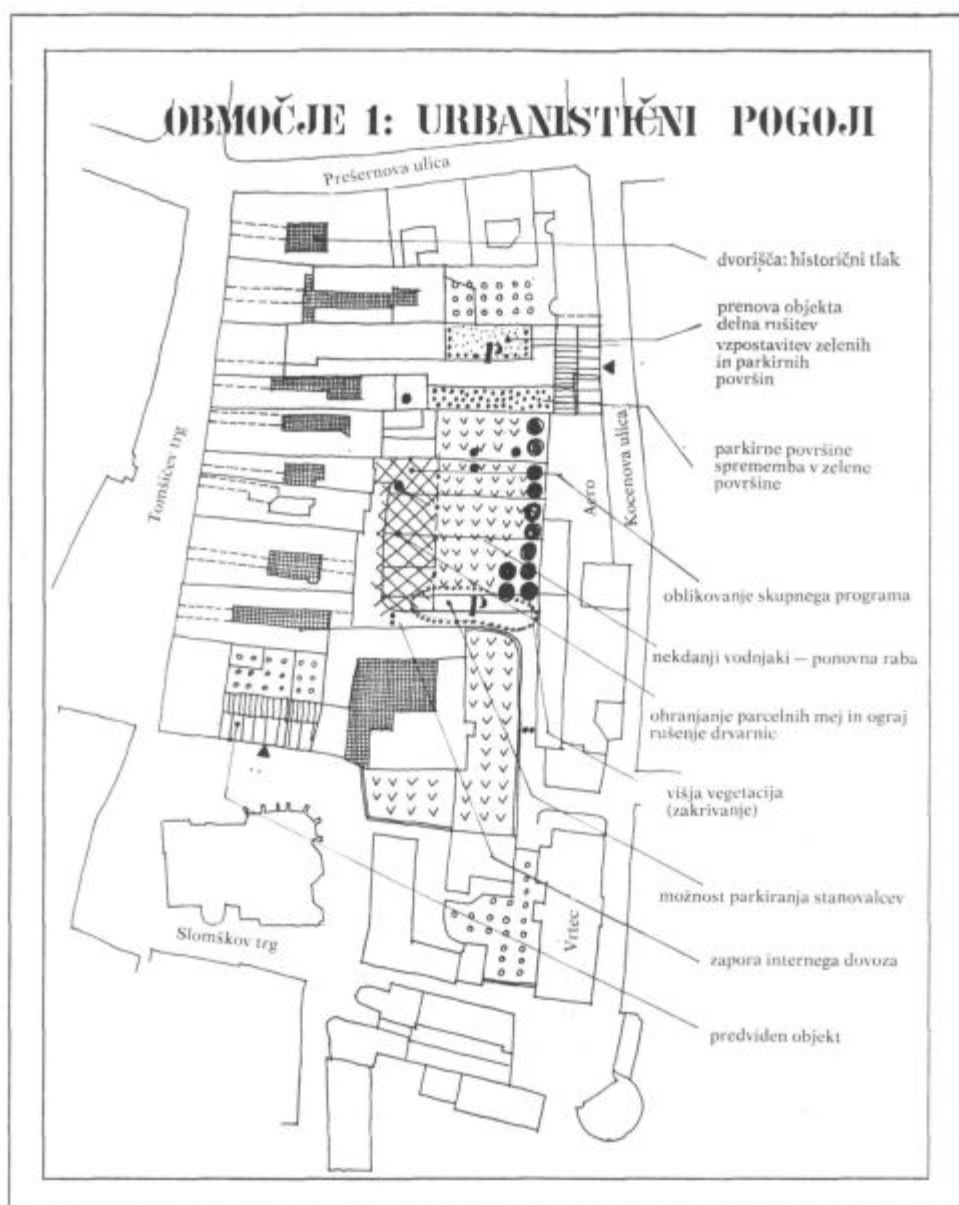 OBMOČJE 1: URBANISTIČNI POGOJI
Prešernova ulica
dvorišča: historični tlak
prenova objekta
delna rušitev
vzpostavitev zelenih
in parkirnih
površin
P
parkirne površine
sprememba v zelene
površine
Tomšičev trg
Aero
Kocenova ulica
oblikovanje skupnega programa
P
nekdanji vodnjaki — ponovna raba
ohranjanje parcelnih mej in ograj
rušenje drvarnic
višja vegetacija
(zakrivanje)
možnost parkiranja stanovalcev
Slomškov trg
Vrtec
zapora internega dovoza
predviden objekt